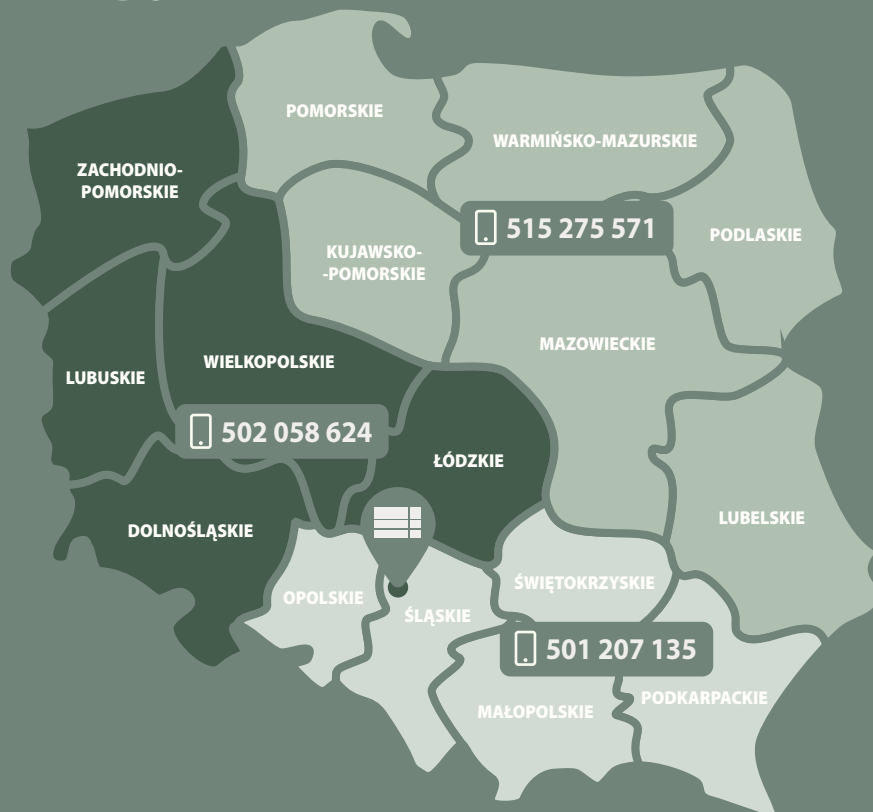 POMORSKIE
WARMIŃSKO-MAZURSKIE
ZACHODNIO-
POMORSKIE
515 275 571
PODLASKIE
KUJAWSKO-
-POMORSKIE
MAZOWIECKIE
WIELKOPOLSKIE
LUBUSKIE
502 058 624
ŁÓDZKIE
LUBELSKIE
DOLNOŚLĄSKIE
ŚWIĘTOKRZYSKIE
OPOLSKIE
ŚLĄSKIE
501 207 135
PODKARPACKIE
MAŁOPOLSKIE